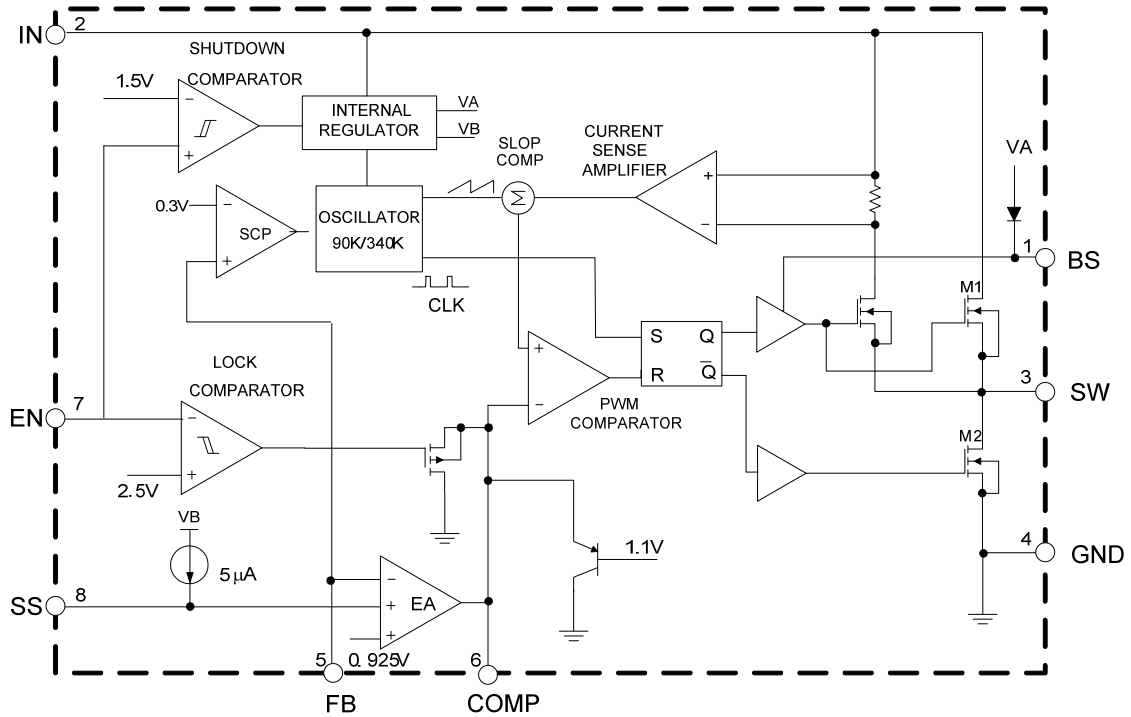 IN
2
SHUTDOWN
COMPARATOR
1.5V
−
+
INTERNAL
REGULATOR
VA
VB
SLOP
COMP
Σ
CURRENT
SENSE
AMPLIFIER
+
−
VA
0.3V
−
SCP
+
OSCILLATOR
90K/340K
CLK
1
BS
M1
LOCK
COMPARATOR
+
−
PWM
COMPARATOR
S
Q
R
Q̅
3
SW
EN
7
−
+
2.5V
M2
VB
5μA
1.1V
4
GND
SS
8
−
+
+
EA
0.925V
5
FB
6
COMP